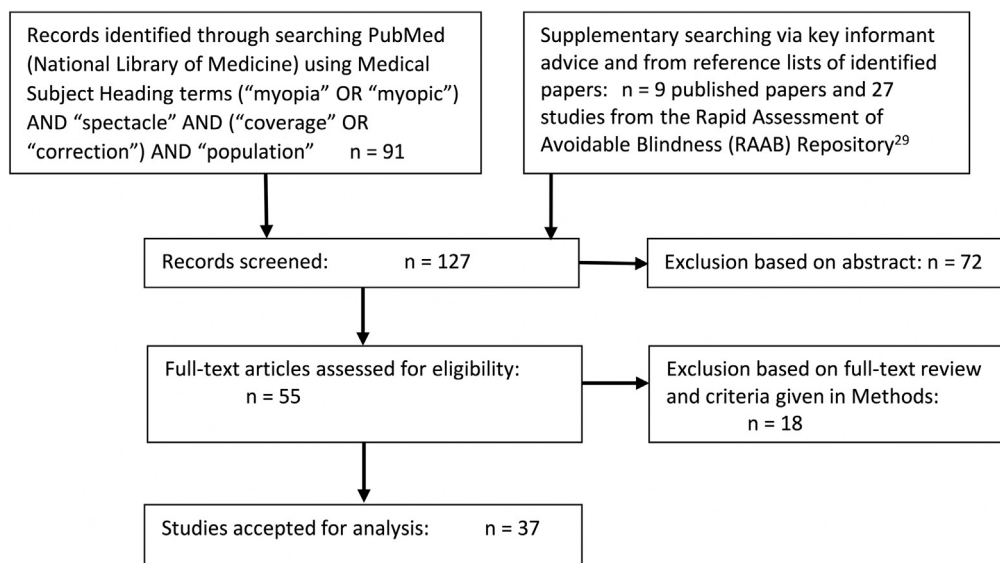 Records identified through searching PubMed
(National Library of Medicine) using Medical
Subject Heading terms (“myopia” OR “myopic”)
AND “spectacle” AND (“coverage” OR
“correction”) AND “population” n = 91
Supplementary searching via key informant
advice and from reference lists of identified
papers: n = 9 published papers and 27
studies from the Rapid Assessment of
Avoidable Blindness (RAAB) Repository29
Records screened: n = 127
Exclusion based on abstract: n = 72
Full-text articles assessed for eligibility:
n = 55
Exclusion based on full-text review
and criteria given in Methods:
n = 18
Studies accepted for analysis: n = 37